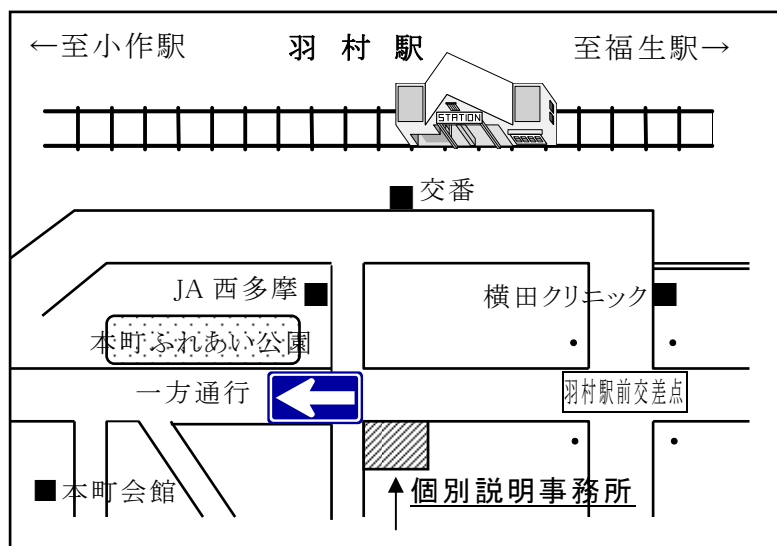 ←至小作駅
羽村駅
至福生駅→
STATION
交番
JA 西多摩
横田クリニック
本町ふれあい公園
一方通行
羽村駅前交差点
本町会館
個別説明事務所